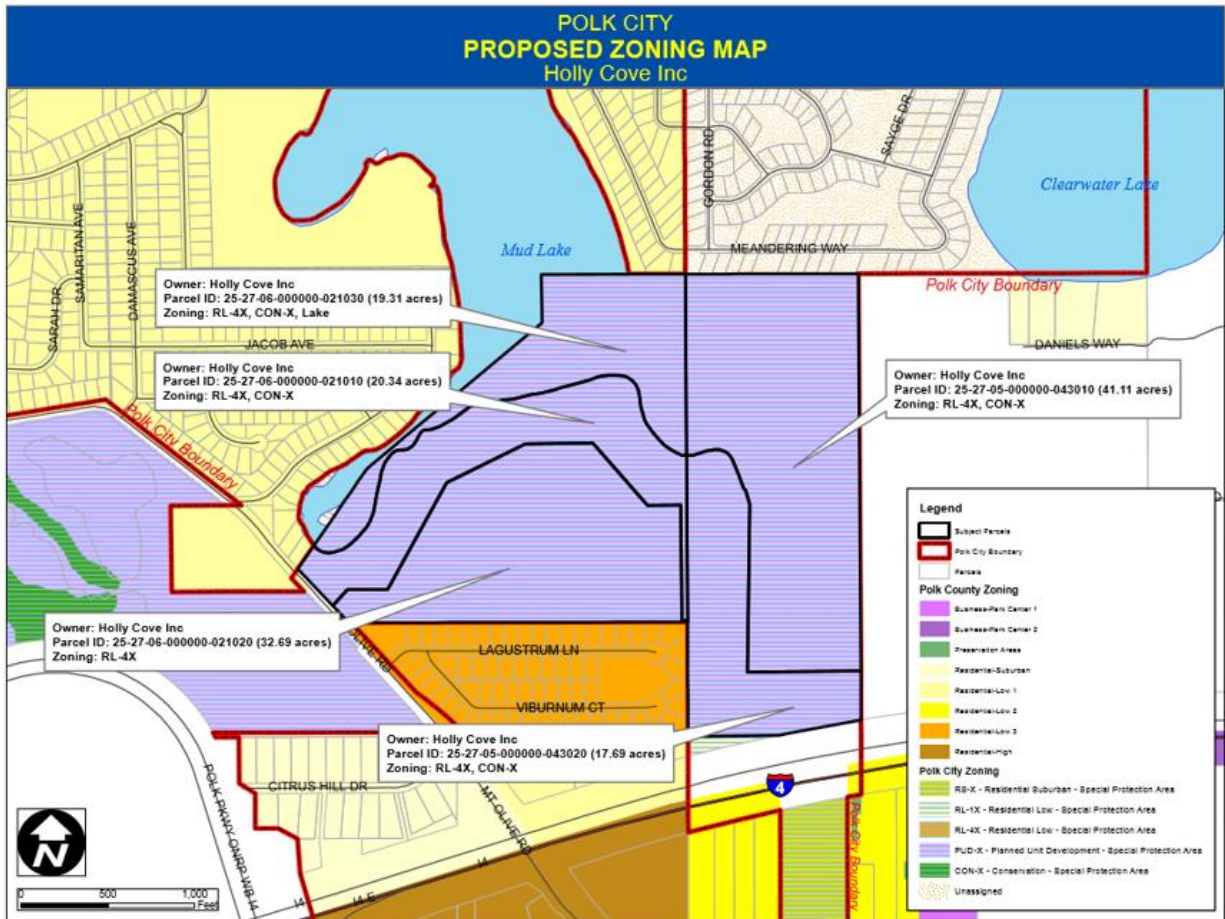 POLK CITY
PROPOSED ZONING MAP
Holly Cove Inc
SAMARITAN AVE
DAMASCUS AVE
SARAH DR
JACOB AVE
GORDON RD
SAYGE DR
MEANDERING WAY
Mud Lake
Clearwater Lake
Polk City Boundary
DANIELS WAY
Owner: Holly Cove Inc
Parcel ID: 25-27-06-000000-021030 (19.31 acres)
Zoning: RL-4X, CON-X, Lake
Owner: Holly Cove Inc
Parcel ID: 25-27-06-000000-021010 (20.34 acres)
Zoning: RL-4X, CON-X
Owner: Holly Cove Inc
Parcel ID: 25-27-05-000000-043010 (41.11 acres)
Zoning: RL-4X, CON-X
Polk City Boundary
Owner: Holly Cove Inc
Parcel ID: 25-27-06-000000-021020 (32.69 acres)
Zoning: RL-4X
OLIVE RD
LAGUSTRUM LN
VIBURNUM CT
Owner: Holly Cove Inc
Parcel ID: 25-27-05-000000-043020 (17.69 acres)
Zoning: RL-4X, CON-X
CITRUS HILL DR
MT OLIVE RD
POLK PKWY ONRP WB I4
I4
I4 E
I4
4
Polk City Boundary
N
0 500 1,000
Feet
Legend
Subject Parcels
Polk City Boundary
Parcels
Polk County Zoning
Business-Park Center 1
Business-Park Center 2
Preservation Areas
Residential-Suburban
Residential-Low 1
Residential-Low 2
Residential-Low 3
Residential-High
Polk City Zoning
RS-X - Residential Suburban - Special Protection Area
RL-1X - Residential Low - Special Protection Area
RL-4X - Residential Low - Special Protection Area
PUD-X - Planned Unit Development - Special Protection Area
CON-X - Conservation - Special Protection Area
Unassigned